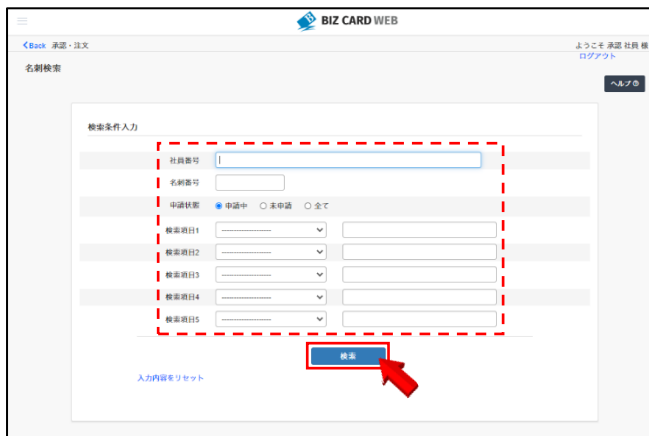 BIZ CARD WEB
Back 承認・注文
ようこそ 承認 社員 様
ログアウト
名刺検索
ヘルプ
検索条件入力
社員番号
名刺番号
申請状態 申請中 未申請 全て
検索項目1 --------------------
検索項目2 --------------------
検索項目3 --------------------
検索項目4 --------------------
検索項目5 --------------------
検索
入力内容をリセット